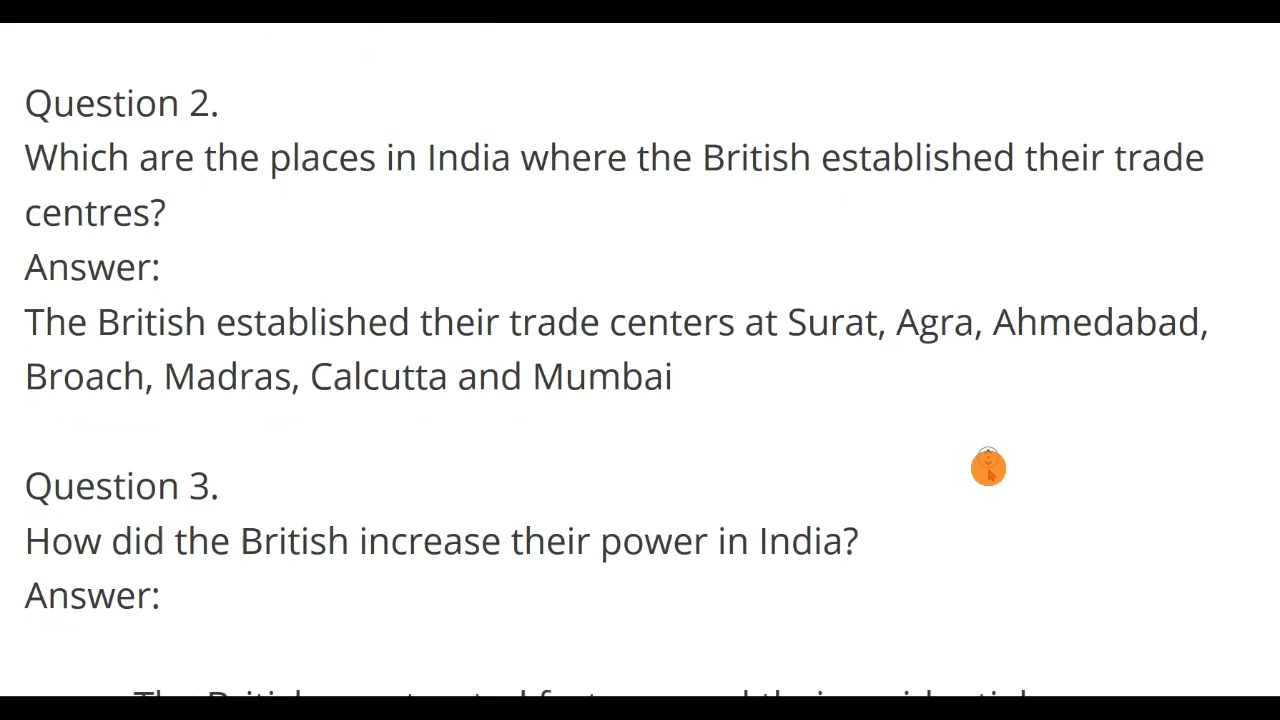 Question 2.
Which are the places in India where the British established their trade
centres?
Answer:
The British established their trade centers at Surat, Agra, Ahmedabad,
Broach, Madras, Calcutta and Mumbai
Question 3.
How did the British increase their power in India?
Answer:
The British